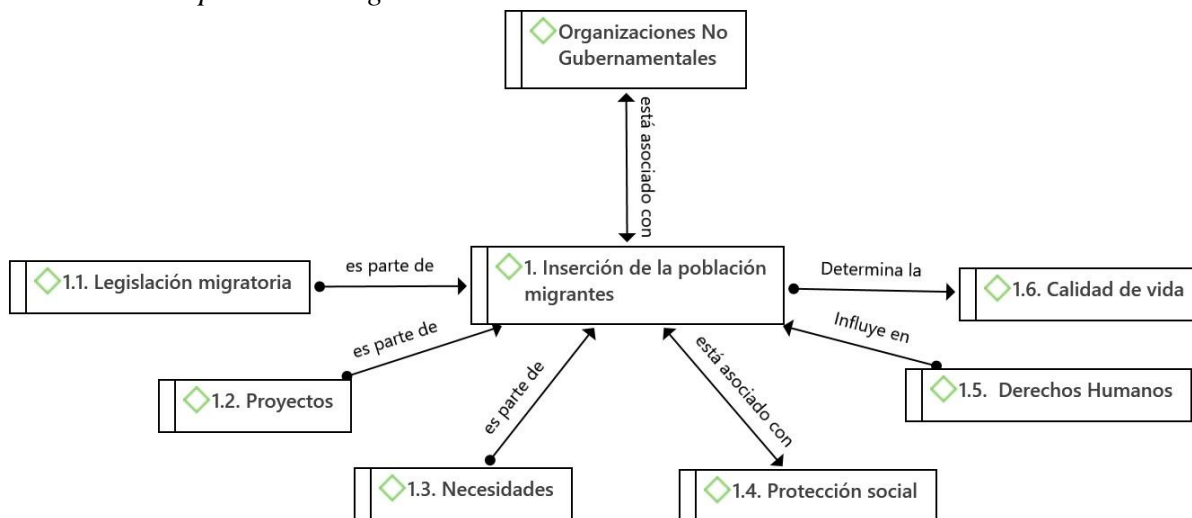 Organizaciones No
Gubernamentales
está asociado con
1.1. Legislación migratoria
es parte de
1. Inserción de la población
migrantes
Determina la
1.6. Calidad de vida
es parte de
Influye en
1.2. Proyectos
es parte de
está asociado con
1.5. Derechos Humanos
1.3. Necesidades
1.4. Protección social